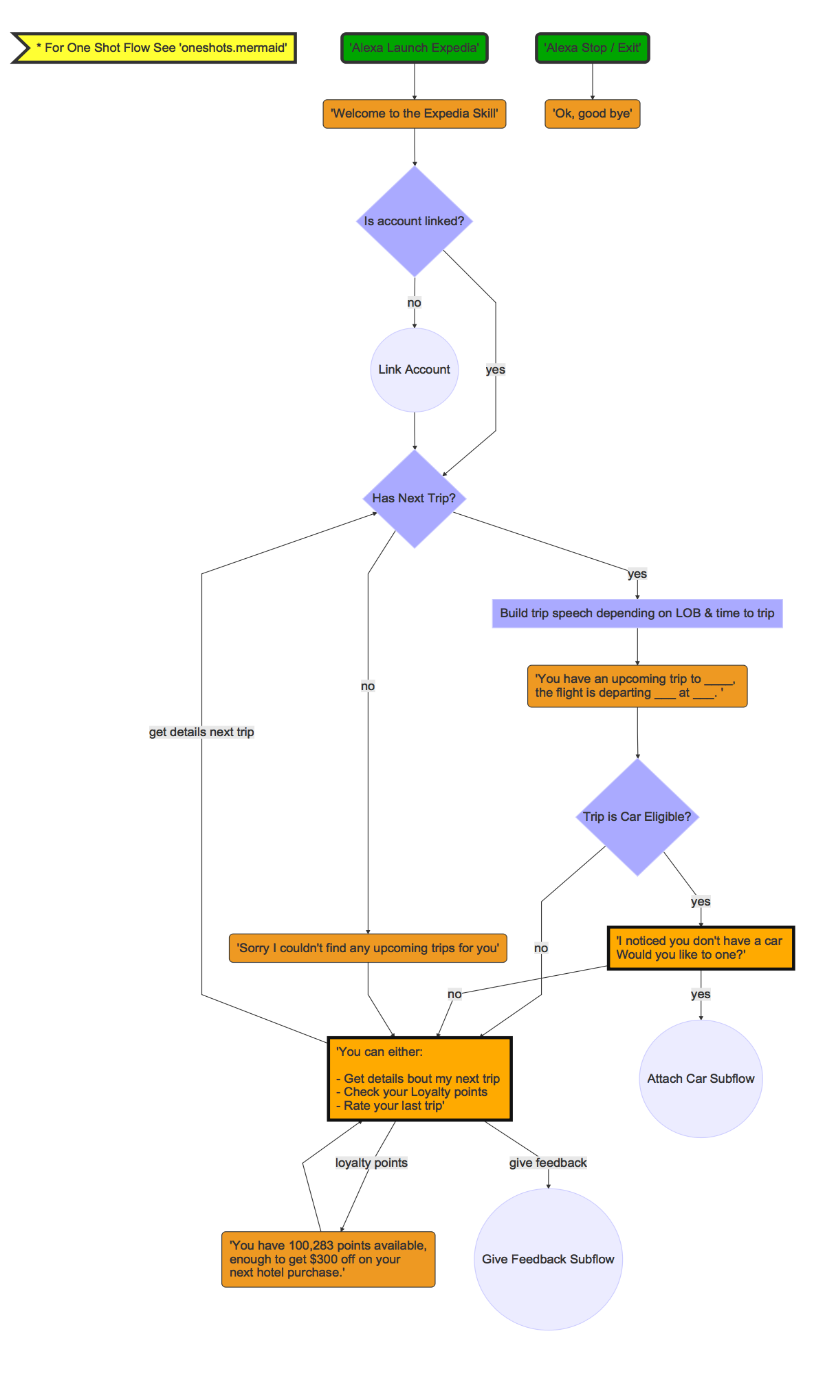 * For One Shot Flow See 'oneshots.mermaid'
'Alexa Launch Expedia'
'Alexa Stop / Exit'
'Welcome to the Expedia Skill'
'Ok, good bye'
Is account linked?
no
Link Account
yes
Has Next Trip?
yes
Build trip speech depending on LOB & time to trip
no
'You have an upcoming trip to ____,
the flight is departing ___ at ___. '
get details next trip
Trip is Car Eligible?
yes
'Sorry I couldn't find any upcoming trips for you'
no
'I noticed you don't have a car
Would you like to one?'
no
yes
'You can either:
- Get details bout my next trip
- Check your Loyalty points
- Rate your last trip'
Attach Car Subflow
loyalty points
give feedback
'You have 100,283 points available,
enough to get $300 off on your
next hotel purchase.'
Give Feedback Subflow